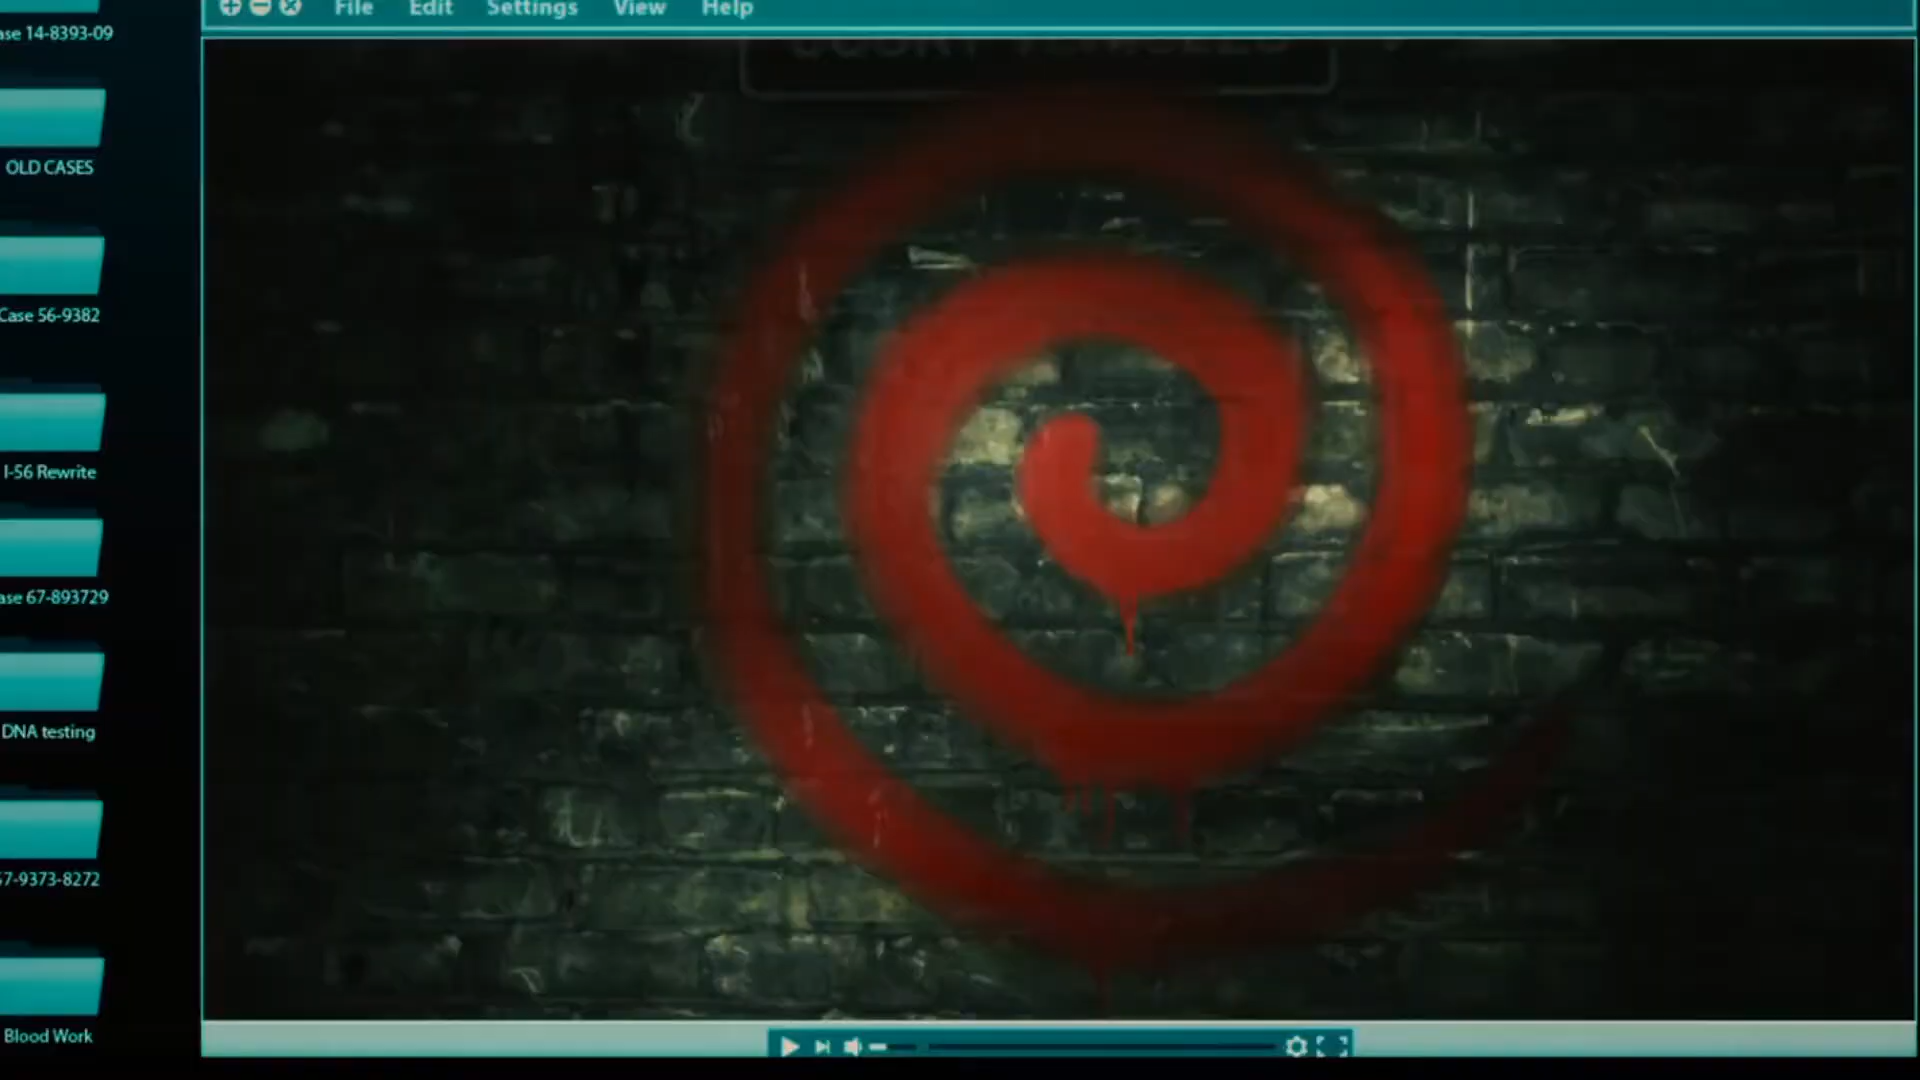 File Edit Settings View Help
ase 14-8393-09
OLD CASES
Case 56-9382
I-56 Rewrite
ase 67-893729
DNA testing
57-9373-8272
Blood Work